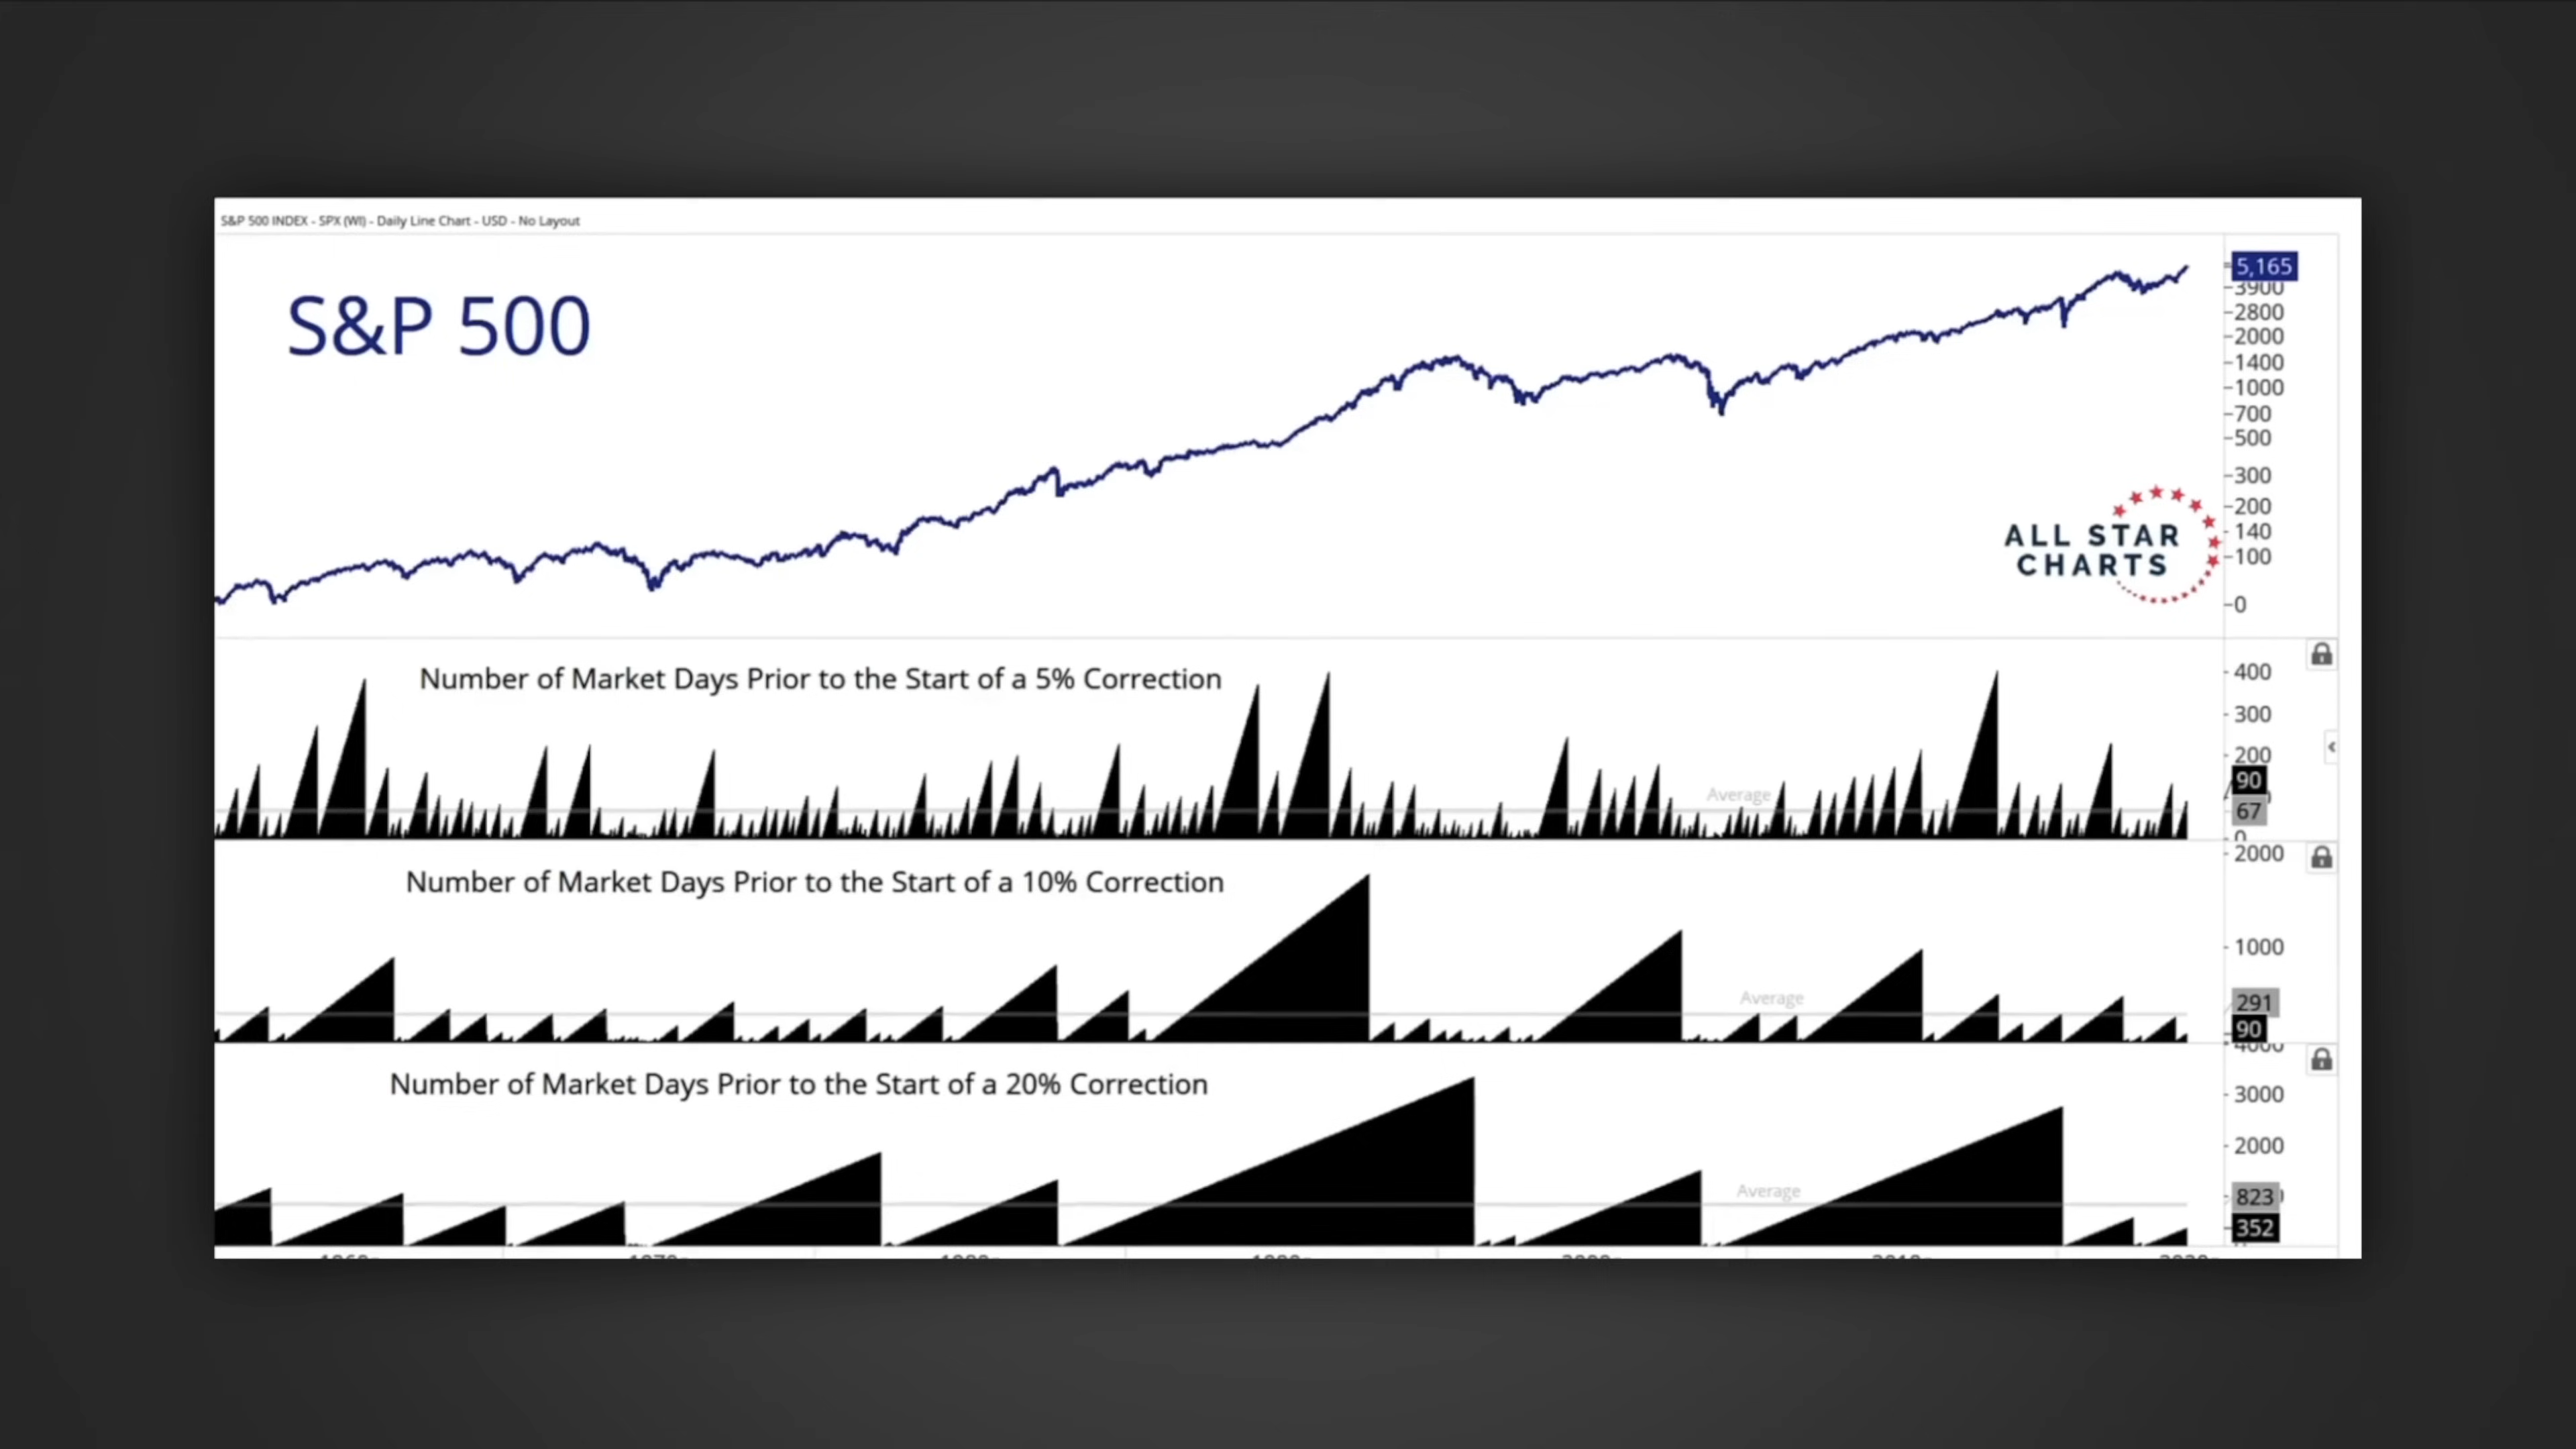 S&P 500 INDEX - SPX (WI) - Daily Line Chart - USD - No Layout
S&P 500
5,165
3900
2800
2000
1400
1000
700
500
300
200
140
100
0
ALL STAR
CHARTS
Number of Market Days Prior to the Start of a 5% Correction
400
300
200
90
67
0
Average
Number of Market Days Prior to the Start of a 10% Correction
2000
1000
291
90
Average
Number of Market Days Prior to the Start of a 20% Correction
4000
3000
2000
823
352
Average